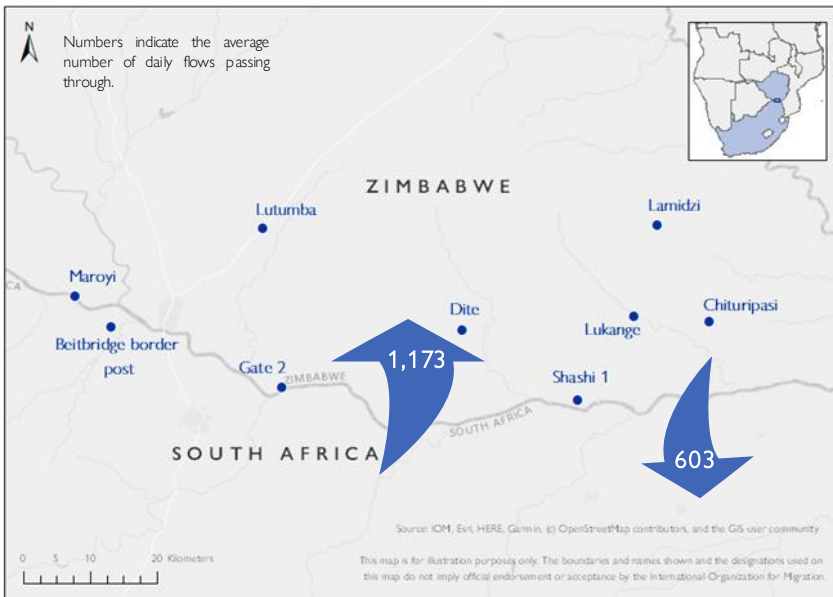 N
Numbers indicate the average
number of daily flows passing
through.
ZIMBABWE
Lutumba
Lamidzi
Maroyi
CA
Dite
Chituripasi
Lukange
Beitbridge border
post
1,173
Gate 2
ZIMBABWE
Shashi 1
SOUTH AFRICA
SOUTH AFRICA
603
Source: IOM, Esri, HERE, Garmin, (c) OpenStreetMap contributors, and the GIS user community
0 5 10 20 Kilometers
This map is for illustration purposes only. The boundaries and names shown and the designations used on
this map do not imply official endorsement or acceptance by the International Organization for Migration.